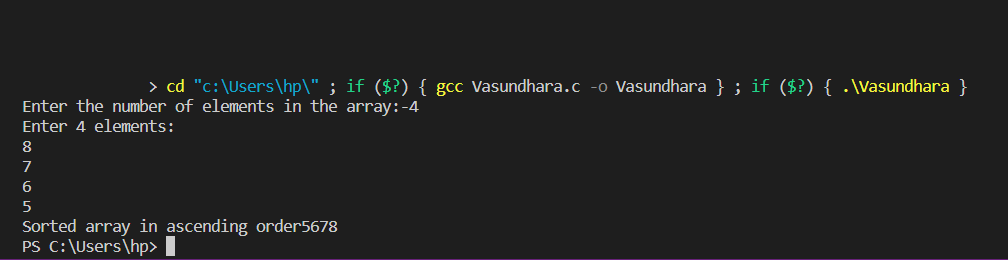 > cd "c:\Users\hp\" ; if ($?) { gcc Vasundhara.c -o Vasundhara } ; if ($?) { .\Vasundhara }
Enter the number of elements in the array:-4
Enter 4 elements:
8
7
6
5
Sorted array in ascending order5678
PS C:\Users\hp>